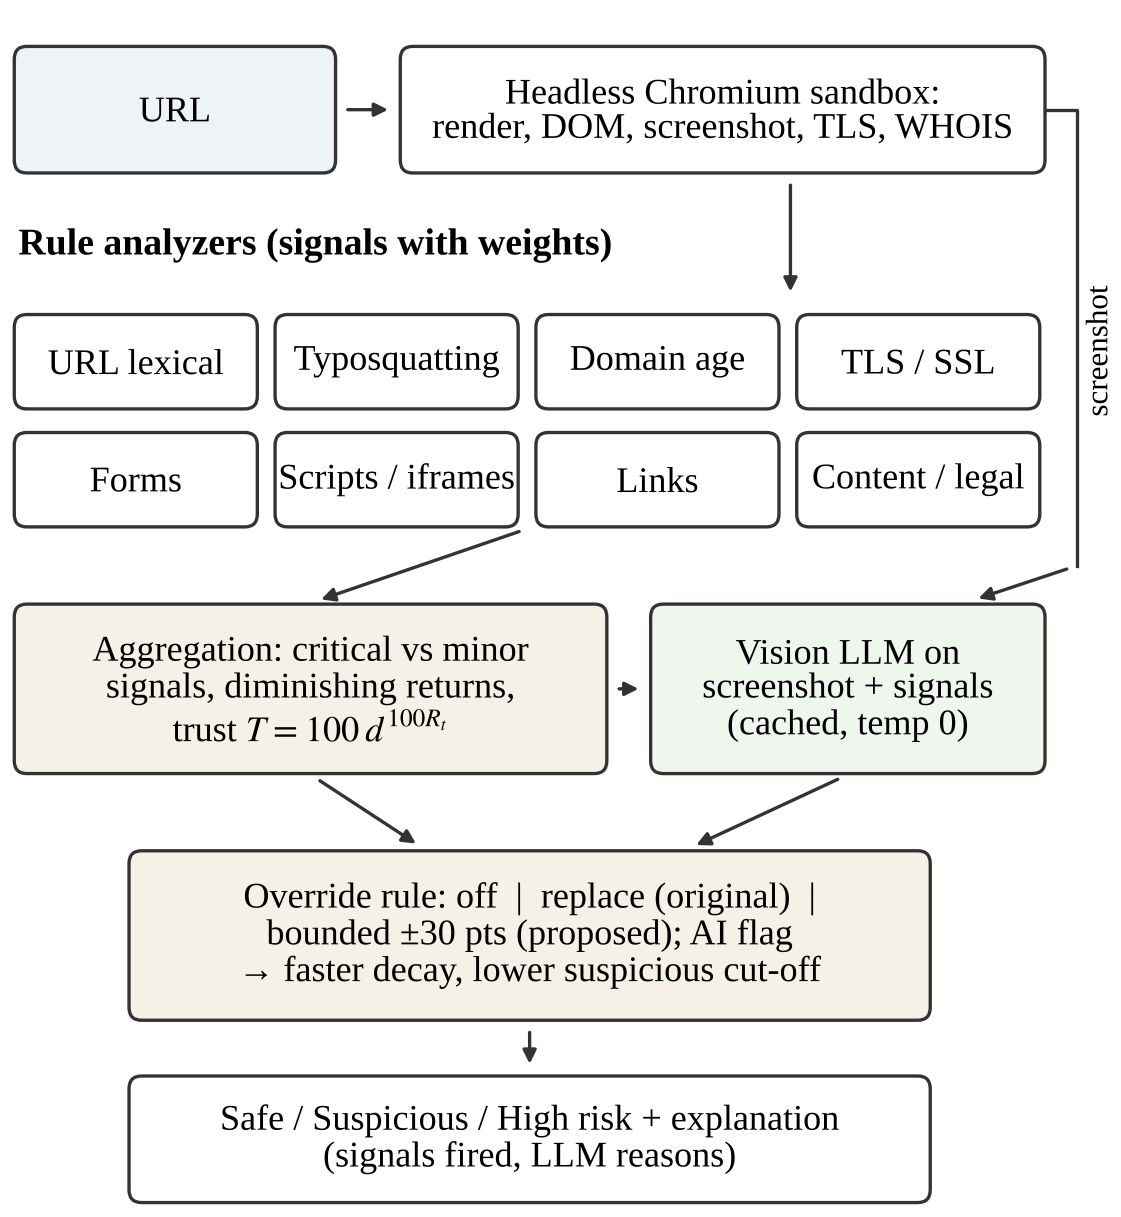 URL
Headless Chromium sandbox:
render, DOM, screenshot, TLS, WHOIS
Rule analyzers (signals with weights)
screenshot
URL lexical
Typosquatting
Domain age
TLS / SSL
Forms
Scripts / iframes
Links
Content / legal
Aggregation: critical vs minor
signals, diminishing returns,
trust T = 100 d^{100R_t}
Vision LLM on
screenshot + signals
(cached, temp 0)
Override rule: off | replace (original) |
bounded ±30 pts (proposed); AI flag
→ faster decay, lower suspicious cut-off
Safe / Suspicious / High risk + explanation
(signals fired, LLM reasons)